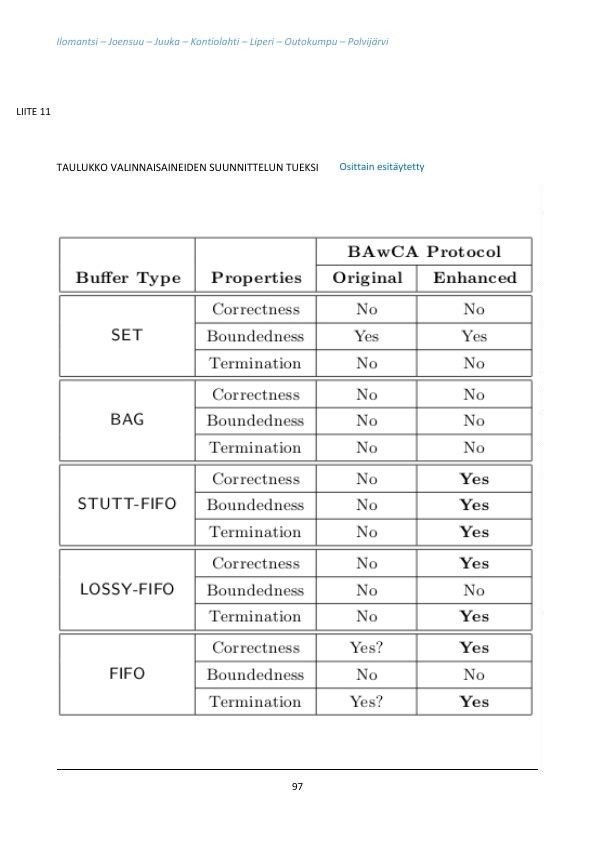 Ilomantsi – Joensuu – Juuka – Kontiolahti – Liperi – Outokumpu – Polvijärvi
LIITE 11
TAULUKKO VALINNAISAINEIDEN SUUNNITTELUN TUEKSI Osittain esitäytetty
BAwCA Protocol
Buffer Type Properties Original Enhanced
Correctness No No
SET Boundedness Yes Yes
Termination No No
Correctness No No
BAG Boundedness No No
Termination No No
Correctness No Yes
STUTT-FIFO Boundedness No Yes
Termination No Yes
Correctness No Yes
LOSSY-FIFO Boundedness No No
Termination No Yes
Correctness Yes? Yes
FIFO Boundedness No No
Termination Yes? Yes
97